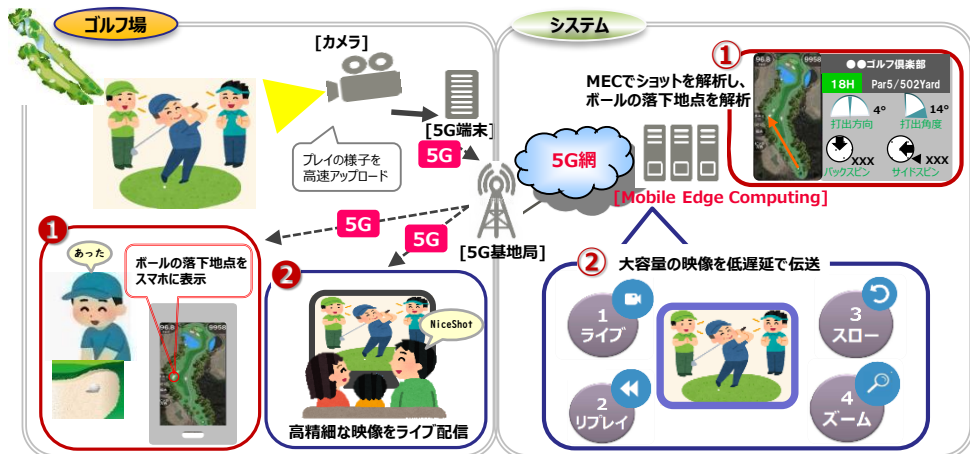 ゴルフ場
[カメラ]
[5G端末]
5G
プレイの様子を
高速アップロード
5G
5G
[5G基地局]
❶
あった
ボールの落下地点を
スマホに表示
96.8
9958
❷
NiceShot
高精細な映像をライブ配信
システム
5G網
MECでショットを解析し、
ボールの落下地点を解析
[Mobile Edge Computing]
①
96.8
9958
●●ゴルフ倶楽部
18H Par5/502Yard
4° 14°
打出方向 打出角度
XXX XXX
バックスピン サイドスピン
② 大容量の映像を低遅延で伝送
1
ライブ
2
リプレイ
3
スロー
4
ズーム